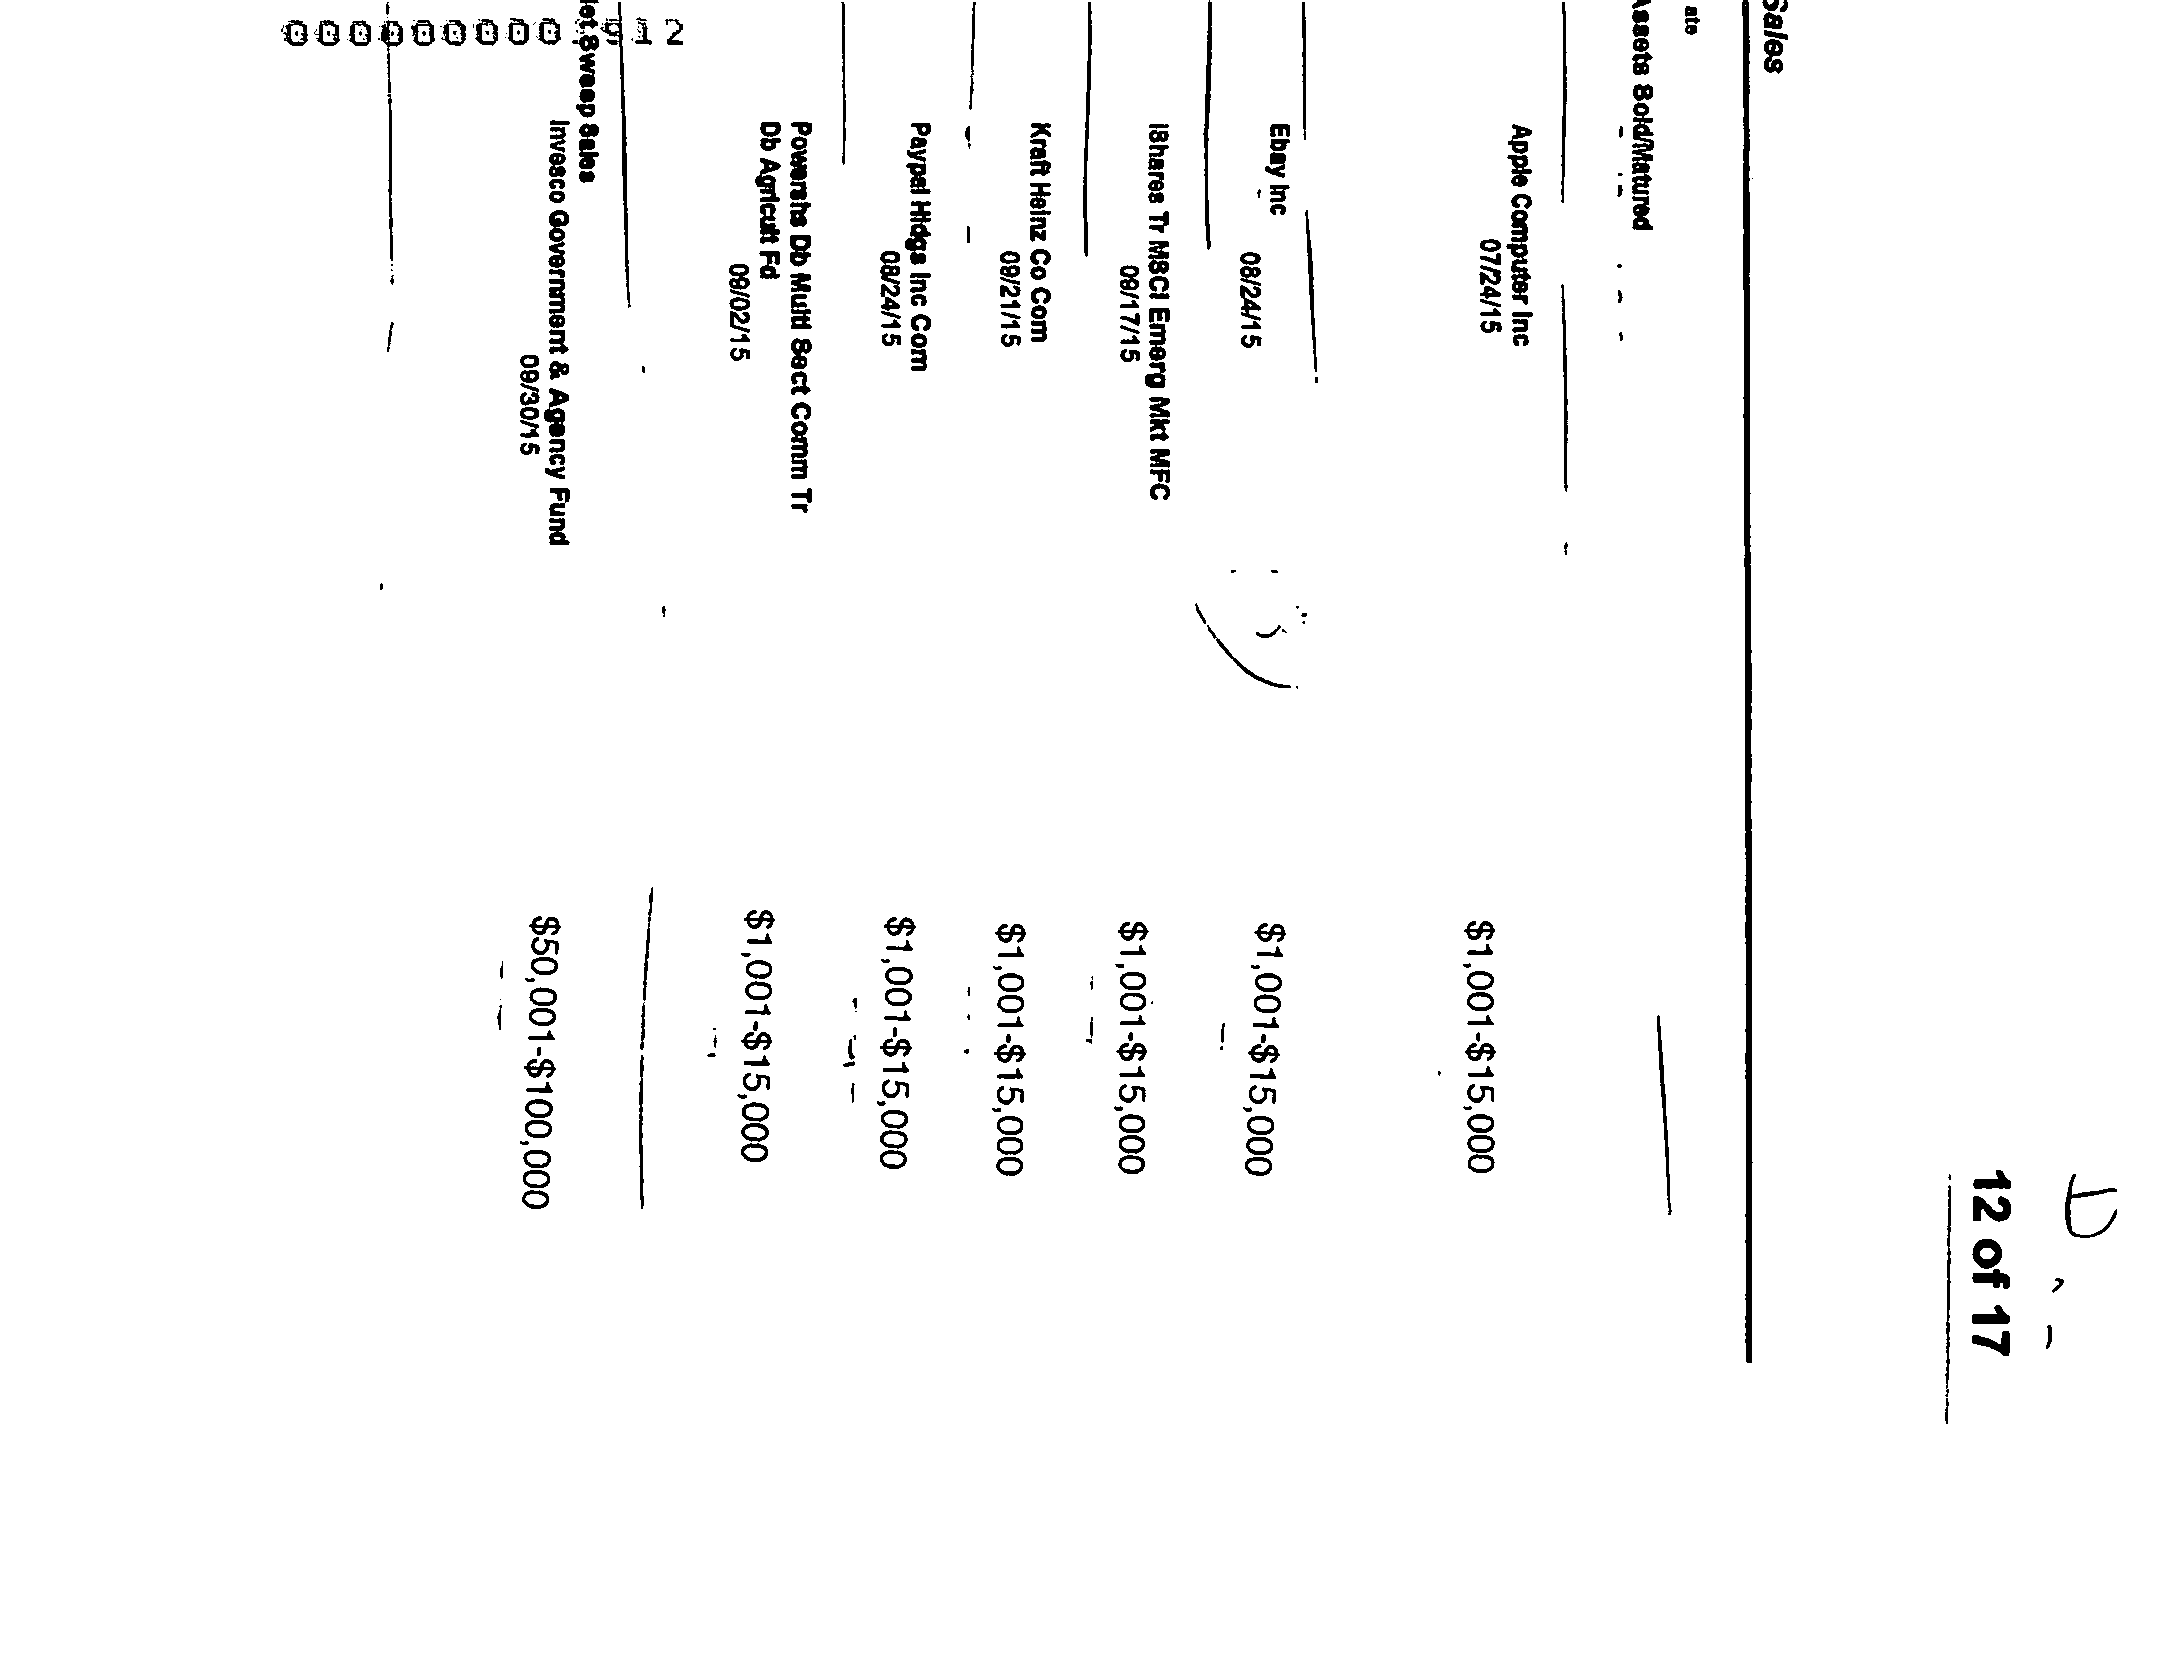 D
12 of 17
Sales
ate
Assets Sold/Matured
Apple Computer Inc
07/24/15 $1,001-$15,000
Ebay Inc
08/24/15 $1,001-$15,000
IShares Tr MSCI Emerg Mkt MFC
09/17/15 $1,001-$15,000
Kraft Heinz Co Com
09/21/15 $1,001-$15,000
Paypal Hldgs Inc Com
08/24/15 $1,001-$15,000
Powershs Db Multi Sect Comm Tr
Db Agricult Fd $1,001-$15,000
09/02/15
et Sweep Sales
Invesco Government & Agency Fund
09/30/15 $50,001-$100,000